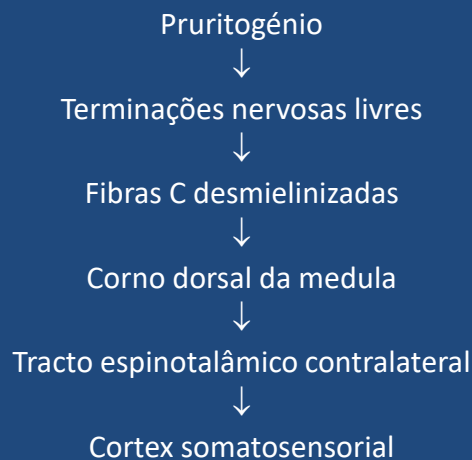 Pruritogénio
↓
Terminações nervosas livres
↓
Fibras C desmielinizadas
↓
Corno dorsal da medula
↓
Tracto espinotalâmico contralateral
↓
Cortex somatosensorial